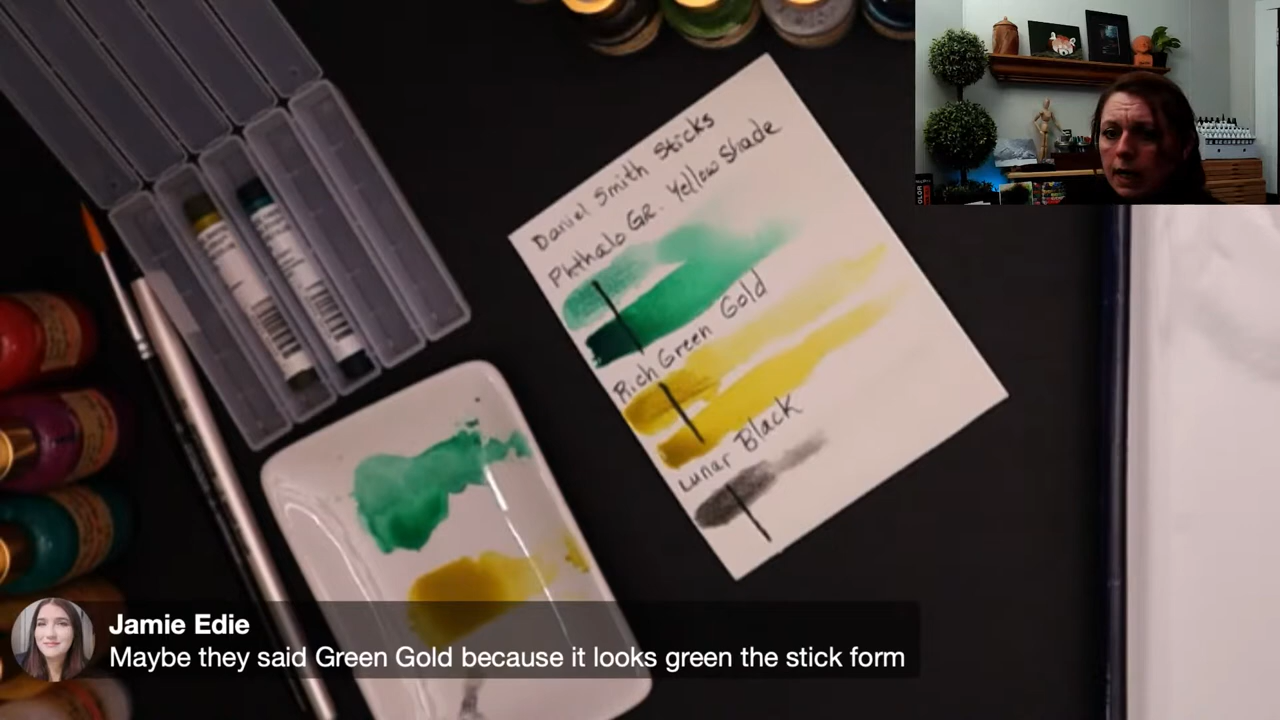 Daniel Smith Sticks
Phthalo GR. Yellow Shade
Rich Green Gold
Lunar Black
Jamie Edie
Maybe they said Green Gold because it looks green the stick form